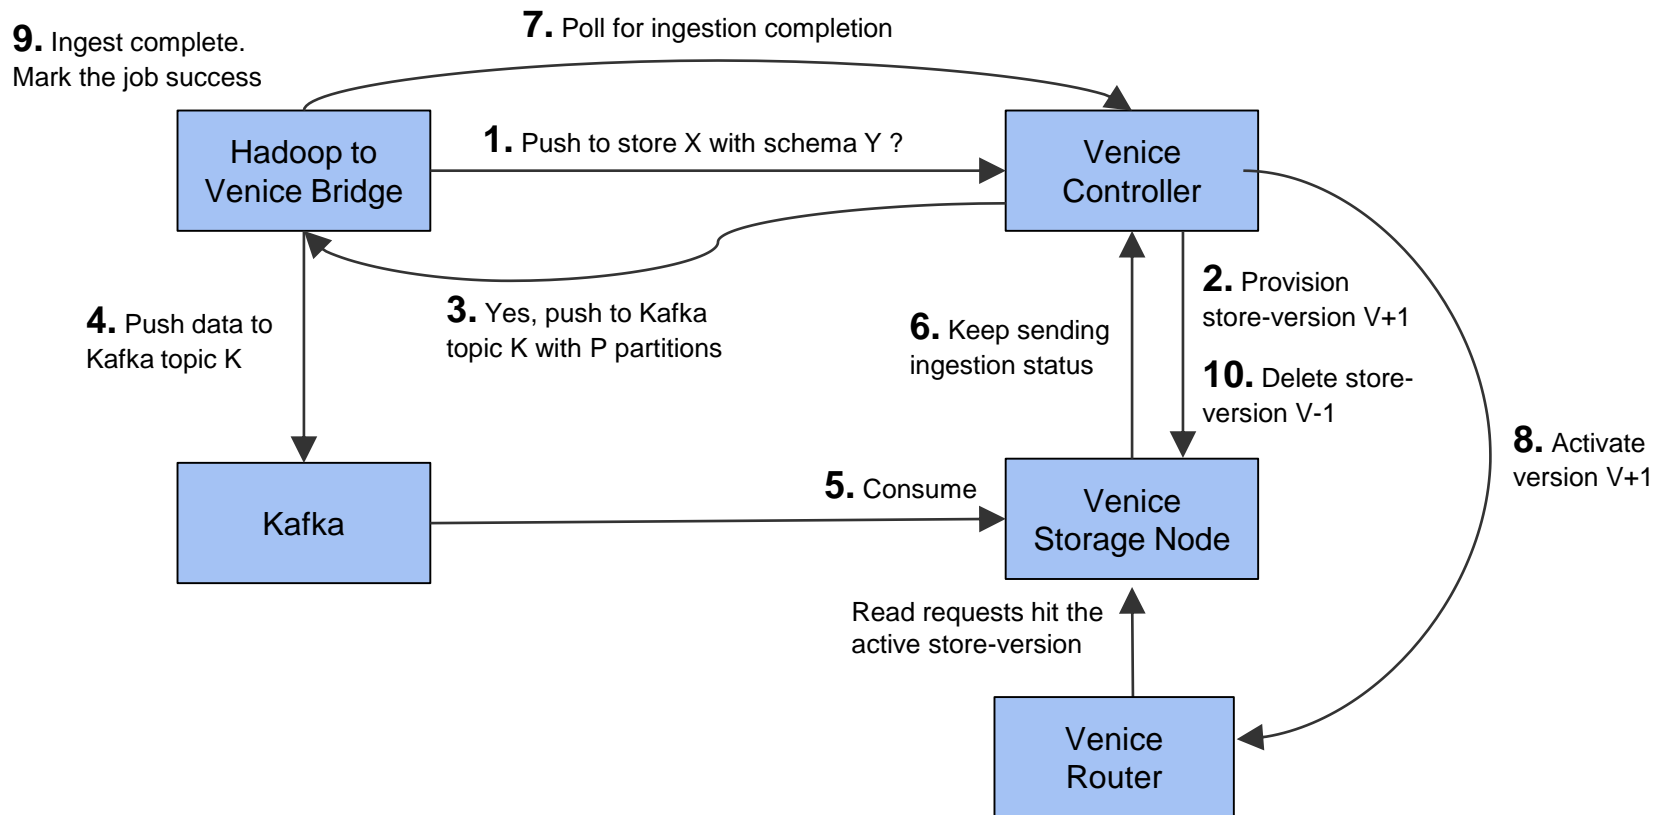 7. Poll for ingestion completion
9. Ingest complete.
Mark the job success
Hadoop to
Venice Bridge
1. Push to store X with schema Y ?
Venice
Controller
2. Provision
store-version V+1
3. Yes, push to Kafka
topic K with P partitions
4. Push data to
Kafka topic K
6. Keep sending
ingestion status
10. Delete store-
version V-1
8. Activate
version V+1
Kafka
5. Consume
Venice
Storage Node
Read requests hit the
active store-version
Venice
Router